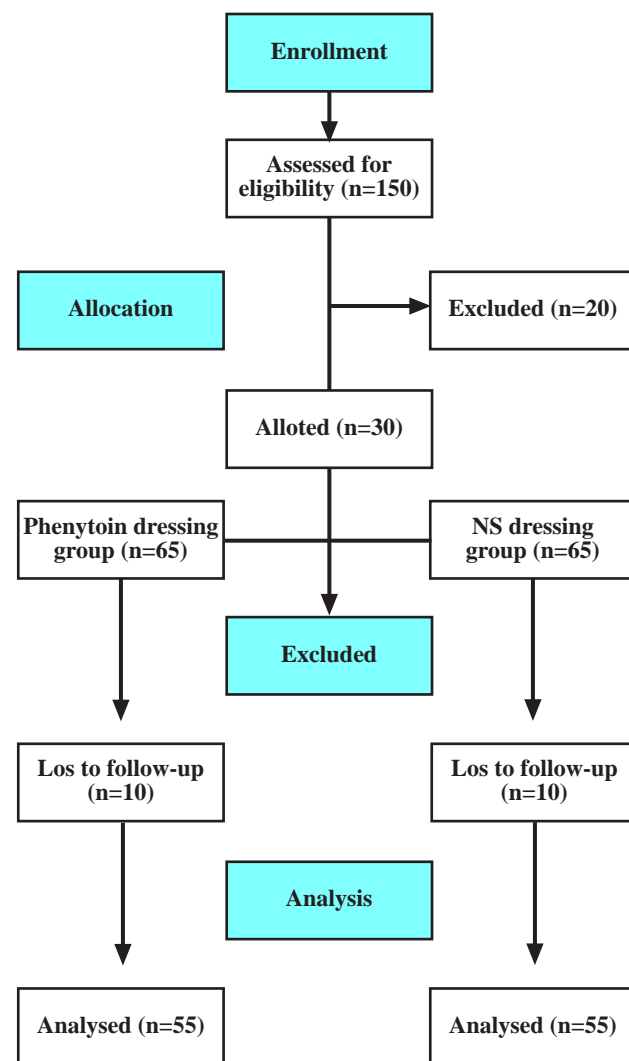 Enrollment
Assessed for
eligibility (n=150)
Allocation
Excluded (n=20)
Alloted (n=30)
Phenytoin dressing
group (n=65)
NS dressing
group (n=65)
Excluded
Los to follow-up
(n=10)
Los to follow-up
(n=10)
Analysis
Analysed (n=55)
Analysed (n=55)